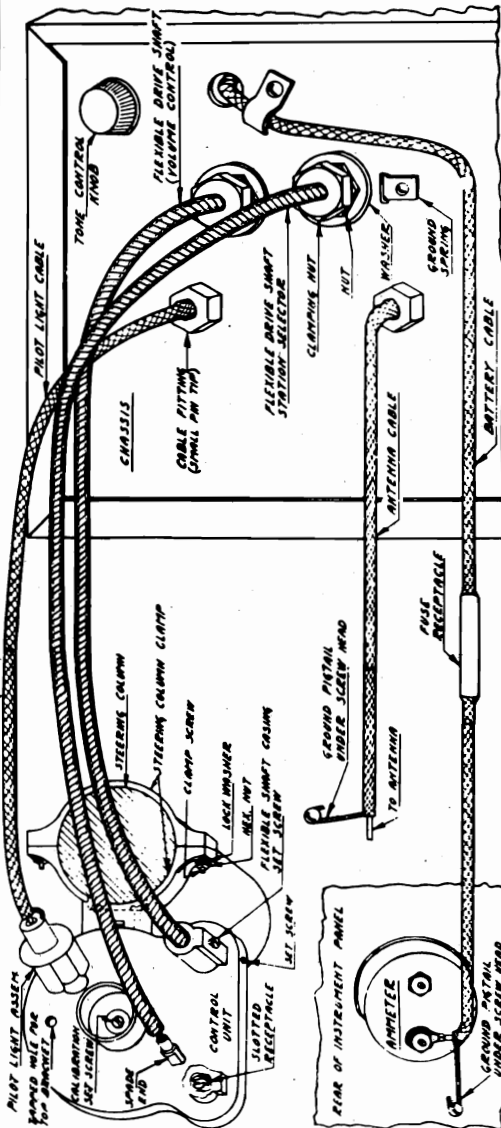 TONE CONTROL
KNOB
PILOT LIGHT CABLE
FLEXIBLE DRIVE SHAFT
(VOLUME CONTROL)
CHASSIS
CABLE FITTING
(SMALL PIN TIP)
FLEXIBLE DRIVE SHAFT
STATION SELECTOR
CLAMPING NUT
NUT
WASHER
GROUND
SPRING
ANTENNA CABLE
BATTERY CABLE
FUSE
RECEPTACLE
STEERING COLUMN
STEERING COLUMN CLAMP
CLAMP SCREW
LOCK WASHER
HEX. NUT
FLEXIBLE SHAFT CASING
SET SCREW
SET SCREW
GROUND PIGTAIL
UNDER SCREW HEAD
TO ANTENNA
PILOT LIGHT ASSEM.
TAPPED HOLE FOR
TOP BRACKET
CALIBRATION
SET SCREW
SPADE
END
CONTROL
UNIT
SLOTTED
RECEPTACLE
REAR OF INSTRUMENT PANEL
AMMETER
GROUND PIGTAIL
UNDER SCREW HEAD